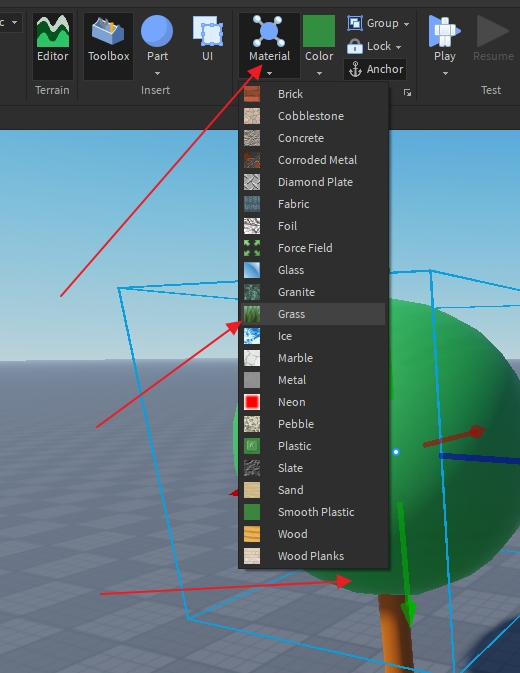 c
Editor
Toolbox
Part
UI
Material
Color
Group
Lock
Anchor
Play
Resume
Terrain
Insert
Test
Brick
Cobblestone
Concrete
Corroded Metal
Diamond Plate
Fabric
Foil
Force Field
Glass
Granite
Grass
Ice
Marble
Metal
Neon
Pebble
Plastic
Slate
Sand
Smooth Plastic
Wood
Wood Planks